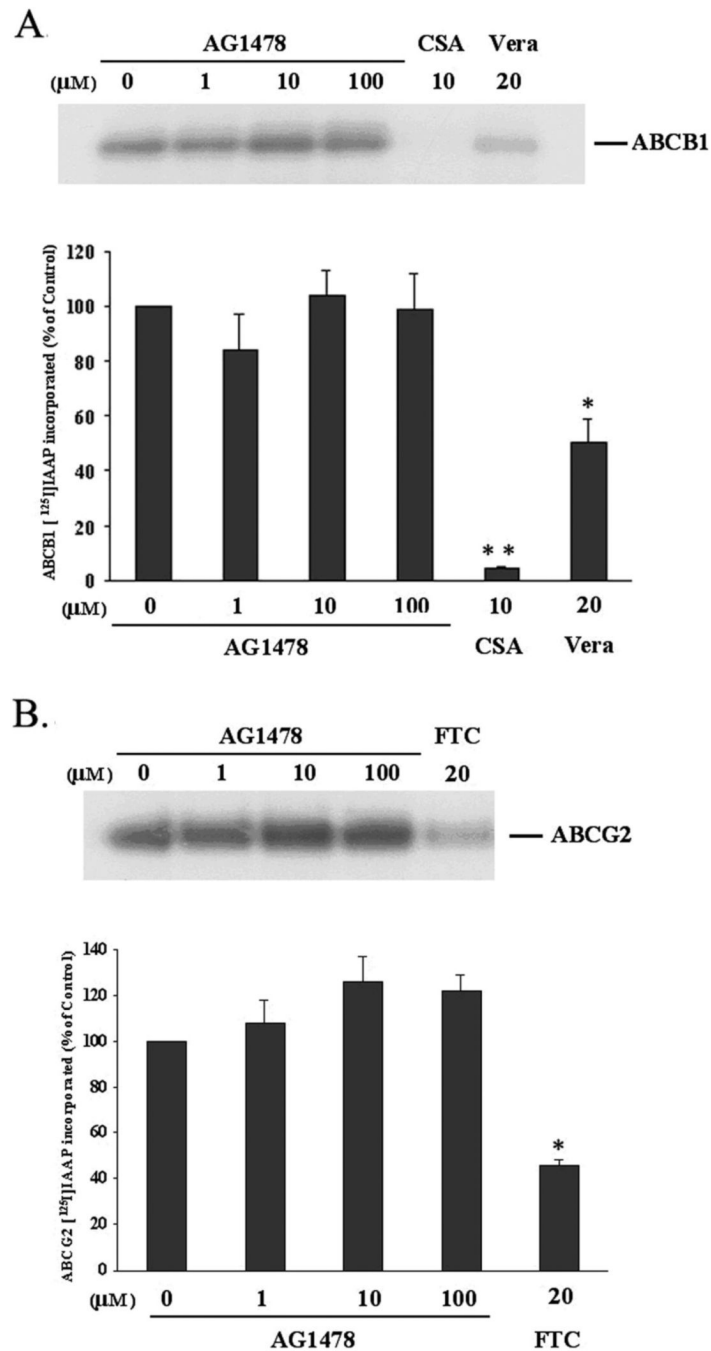 A.
AG1478 CSA Vera
(μM) 0 1 10 100 10 20
ABCB1
ABCB1 [125I]IAAP incorporated (% of Control)
120
100
80
60
40
20
0
*
* *
(μM) 0 1 10 100 10 20
AG1478 CSA Vera
B.
AG1478 FTC
(μM) 0 1 10 100 20
ABCG2
ABCG2 [125I]IAAP incorporated (% of Control)
140
120
100
80
60
40
20
0
*
(μM) 0 1 10 100 20
AG1478 FTC